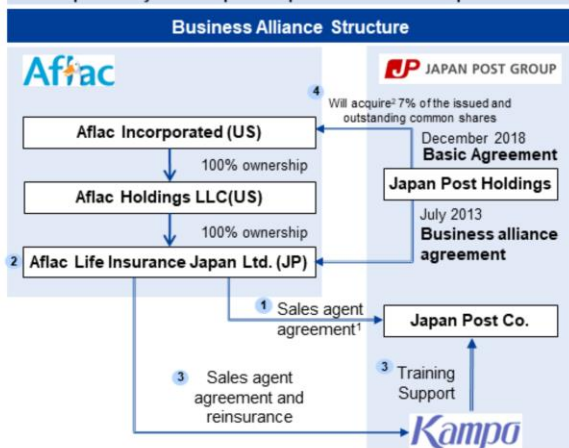 Business Alliance Structure
Aflac
JP JAPAN POST GROUP
4
Will acquire² 7% of the issued and
outstanding common shares
Aflac Incorporated (US)
December 2018
Basic Agreement
100% ownership
Japan Post Holdings
Aflac Holdings LLC(US)
July 2013
Business alliance
agreement
100% ownership
2 Aflac Life Insurance Japan Ltd. (JP)
1 Sales agent
agreement¹
Japan Post Co.
3 Sales agent
agreement and
reinsurance
3 Training
Support
Kampo